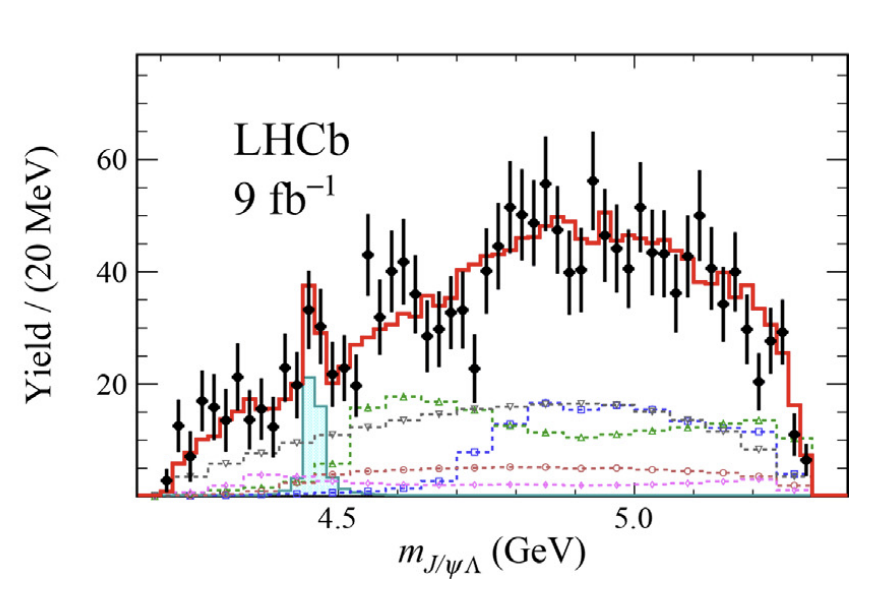 LHCb
9 fb⁻¹
Yield / (20 MeV)
60
40
20
4.5
5.0
m_{J/ψΛ} (GeV)